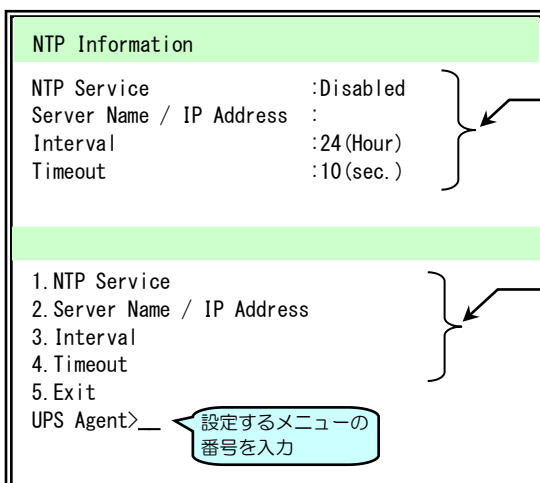 NTP Information
NTP Service :Disabled
Server Name / IP Address :
Interval :24(Hour)
Timeout :10(sec.)
1.NTP Service
2.Server Name / IP Address
3.Interval
4.Timeout
5.Exit
UPS Agent>__
設定するメニューの
番号を入力